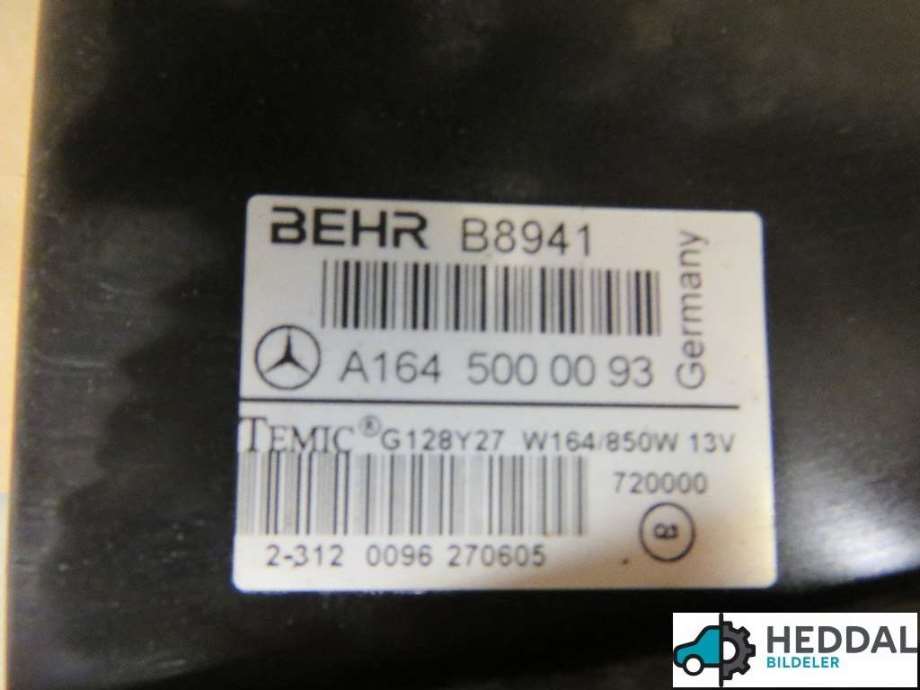 BEHR B8941
Germany
A164 500 00 93
TEMIC® G128Y27 W164/850W 13V
720000
2-312 0096 270605
HEDDAL
BILDELER